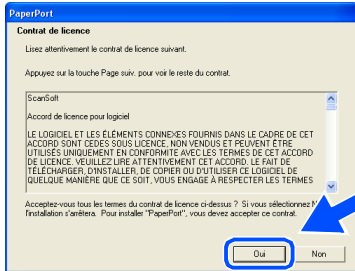 PaperPort
Contrat de licence
Lisez attentivement le contrat de licence suivant.
Appuyez sur la touche Page suiv. pour voir le reste du contrat.
ScanSoft
Accord de licence pour logiciel
LE LOGICIEL ET LES ÉLÉMENTS CONNEXES FOURNIS DANS LE CADRE DE CET
ACCORD SONT CEDES SOUS LICENCE, NON VENDUS ET PEUVENT ÊTRE
UTILISÉS UNIQUEMENT EN CONFORMITE AVEC LES TERMES DE CET ACCORD
DE LICENCE. VEUILLEZ LIRE ATTENTIVEMENT CET ACCORD. LE FAIT DE
TÉLÉCHARGER, D'INSTALLER, DE COPIER OU D'UTILISER CE LOGICIEL DE
QUELQUE MANIÈRE QUE CE SOIT, VOUS ENGAGE À RESPECTER LES TERMES
Acceptez-vous tous les termes du contrat de licence ci-dessus ? Si vous sélectionnez
l'installation s'arrêtera. Pour installer "PaperPort", vous devez accepter ce contrat.
Oui
Non